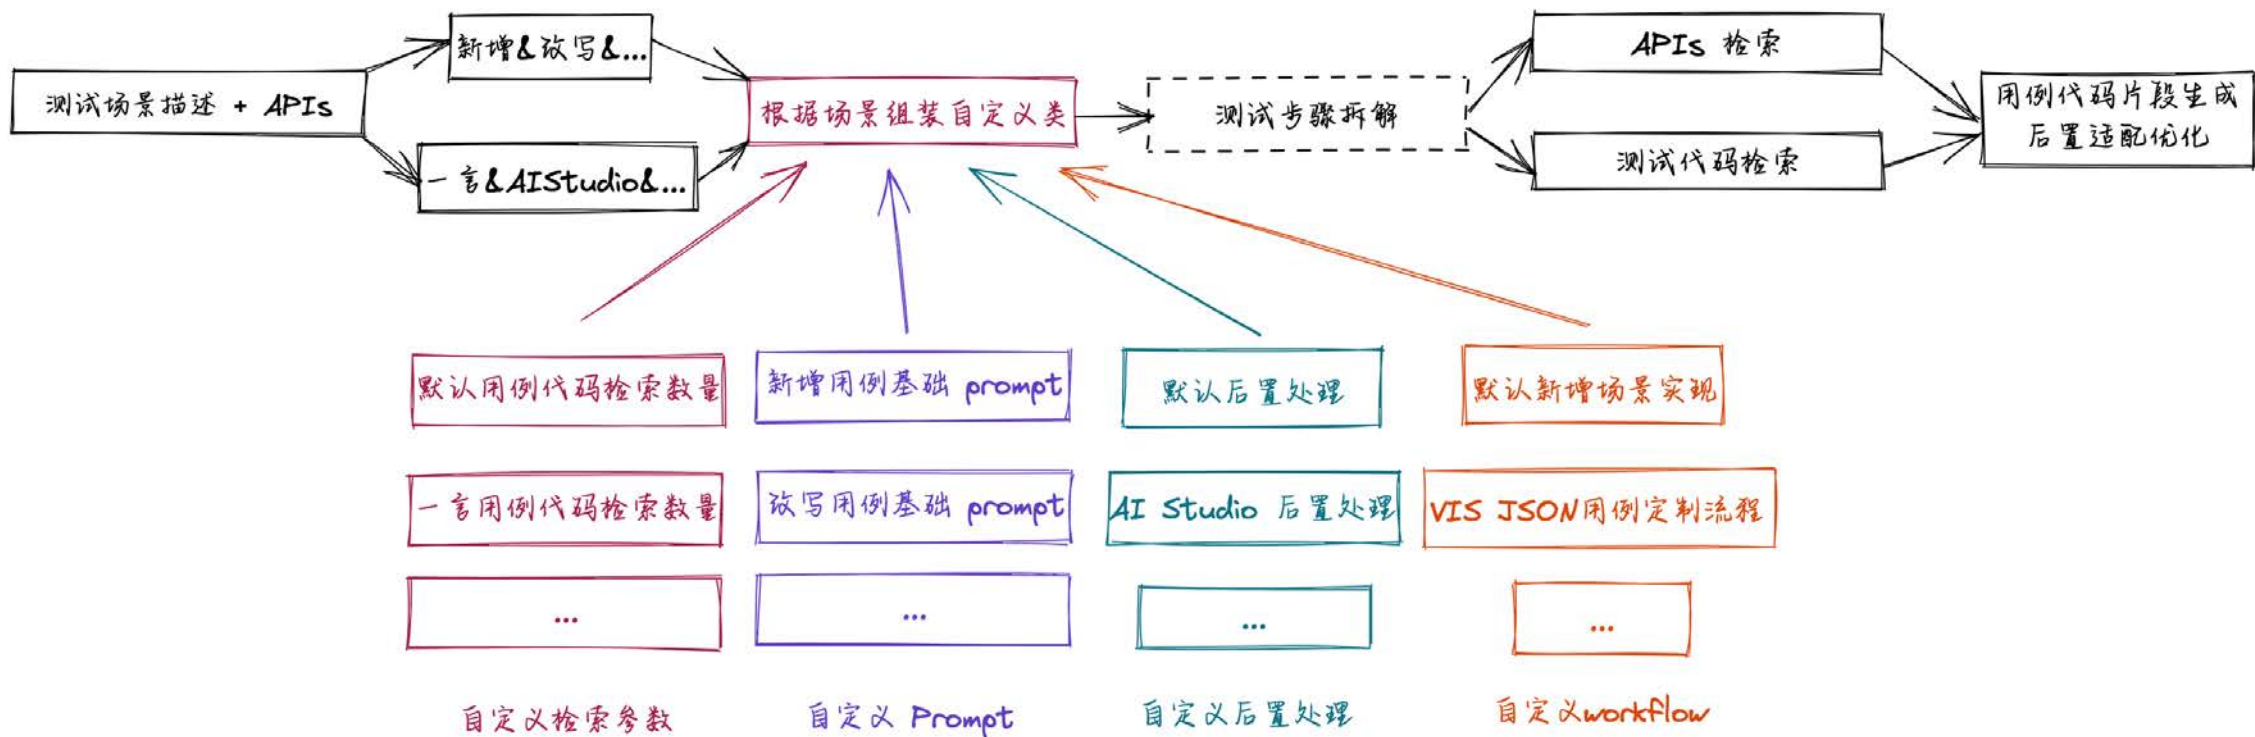 测试场景描述 + APIs
新增&改写&...
一言&AIStudio&...
根据场景组装自定义类
测试步骤拆解
APIs 检索
测试代码检索
用例代码片段生成
后置适配优化
默认用例代码检索数量
新增用例基础 prompt
默认后置处理
默认新增场景实现
一言用例代码检索数量
改写用例基础 prompt
AI Studio 后置处理
VIS JSON用例定制流程
...
...
...
...
自定义检索参数
自定义 Prompt
自定义后置处理
自定义workflow